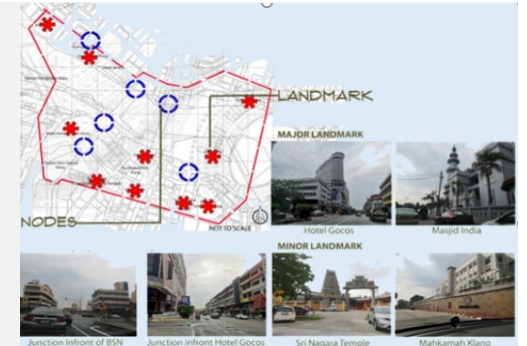 LANDMARK
MAJOR LANDMARK
Hotel Gocos
Masjid India
NODES
NOT TO SCALE
MINOR LANDMARK
Junction Infront of BSN
Junction infront Hotel Gocos
Sri Nagara Temple
Mahkamah Klang